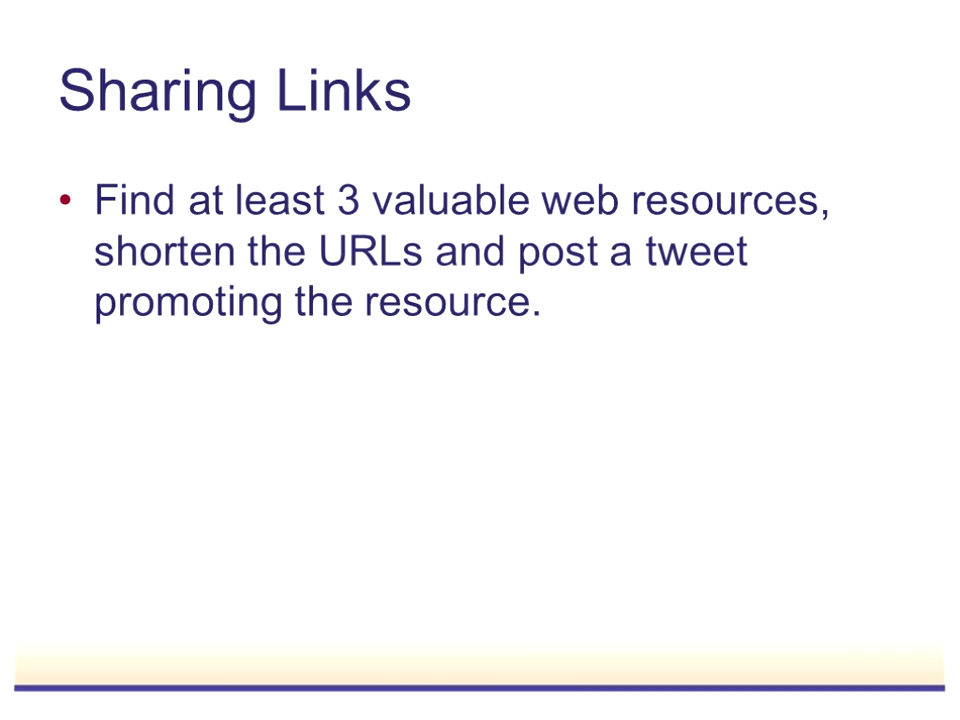 Sharing Links
• Find at least 3 valuable web resources,
shorten the URLs and post a tweet
promoting the resource.